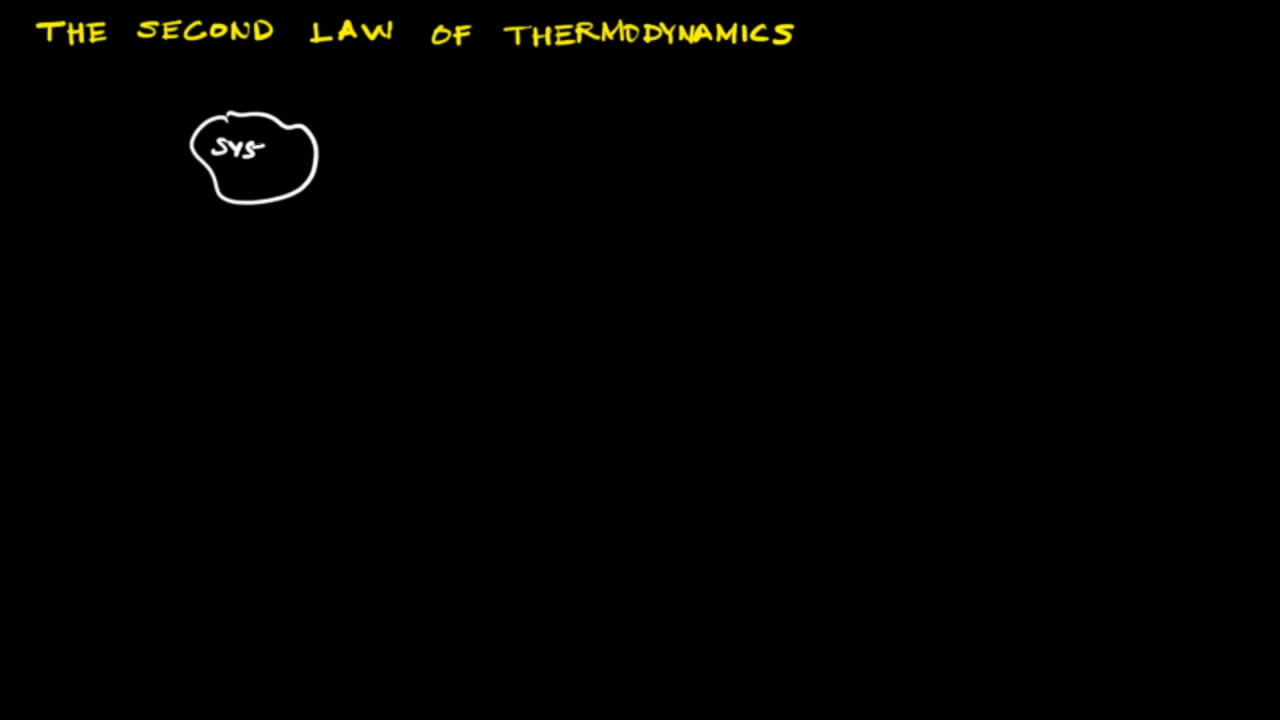 THE SECOND LAW OF THERMODYNAMICS
SYS